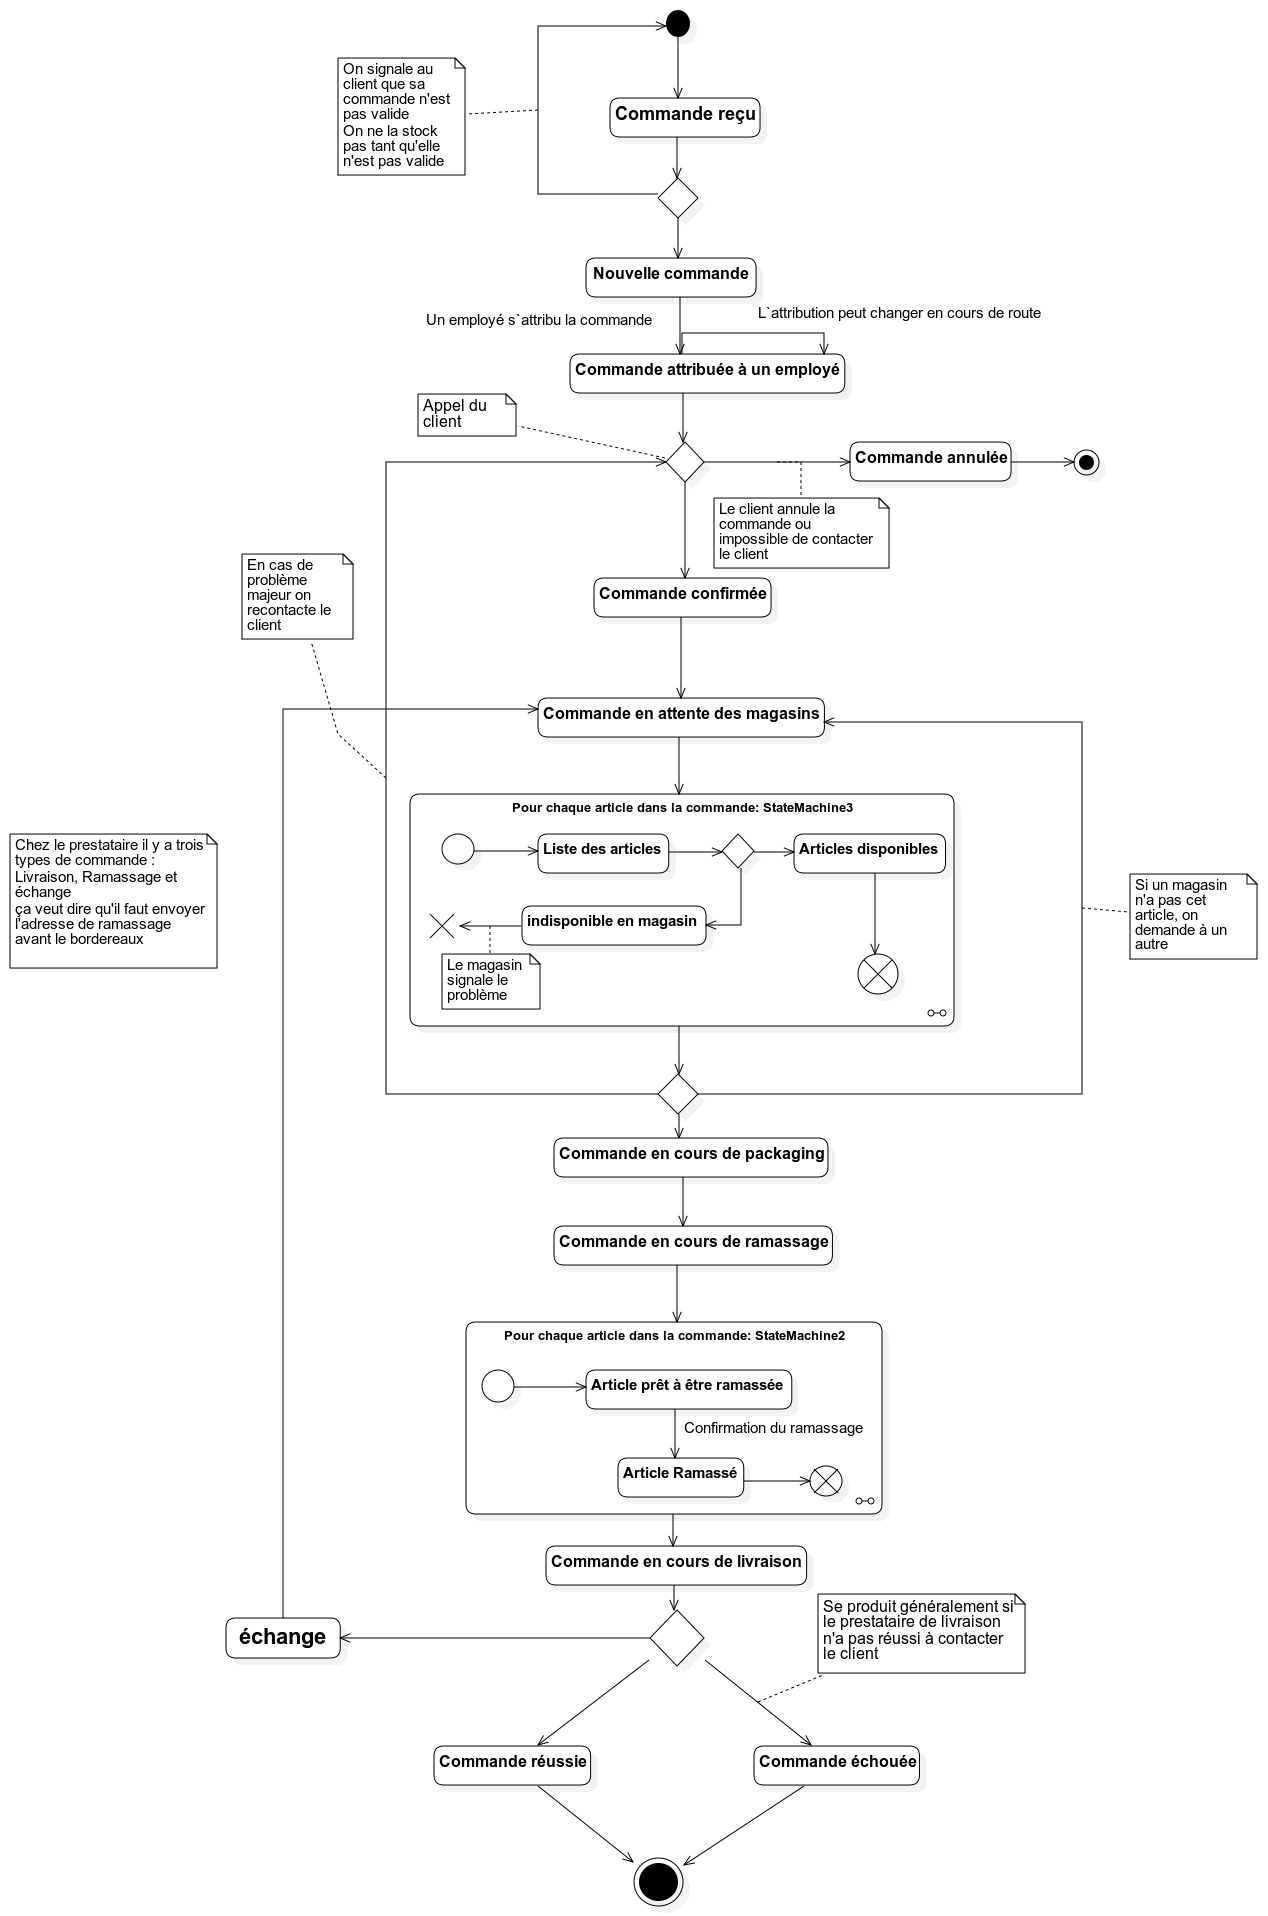 On signale au
client que sa
commande n'est
pas valide
On ne la stock
pas tant qu'elle
n'est pas valide
Commande reçu
Nouvelle commande
Un employé s`attribu la commande
L`attribution peut changer en cours de route
Commande attribuée à un employé
Appel du
client
Commande annulée
Le client annule la
commande ou
impossible de contacter
le client
En cas de
problème
majeur on
recontacte le
client
Commande confirmée
Commande en attente des magasins
Pour chaque article dans la commande: StateMachine3
Liste des articles
Articles disponibles
indisponible en magasin
Le magasin
signale le
problème
Chez le prestataire il y a trois
types de commande :
Livraison, Ramassage et
échange
ça veut dire qu'il faut envoyer
l'adresse de ramassage
avant le bordereaux
Si un magasin
n'a pas cet
article, on
demande à un
autre
Commande en cours de packaging
Commande en cours de ramassage
Pour chaque article dans la commande: StateMachine2
Article prêt à être ramassée
Confirmation du ramassage
Article Ramassé
Commande en cours de livraison
échange
Se produit généralement si
le prestataire de livraison
n'a pas réussi à contacter
le client
Commande réussie
Commande échouée